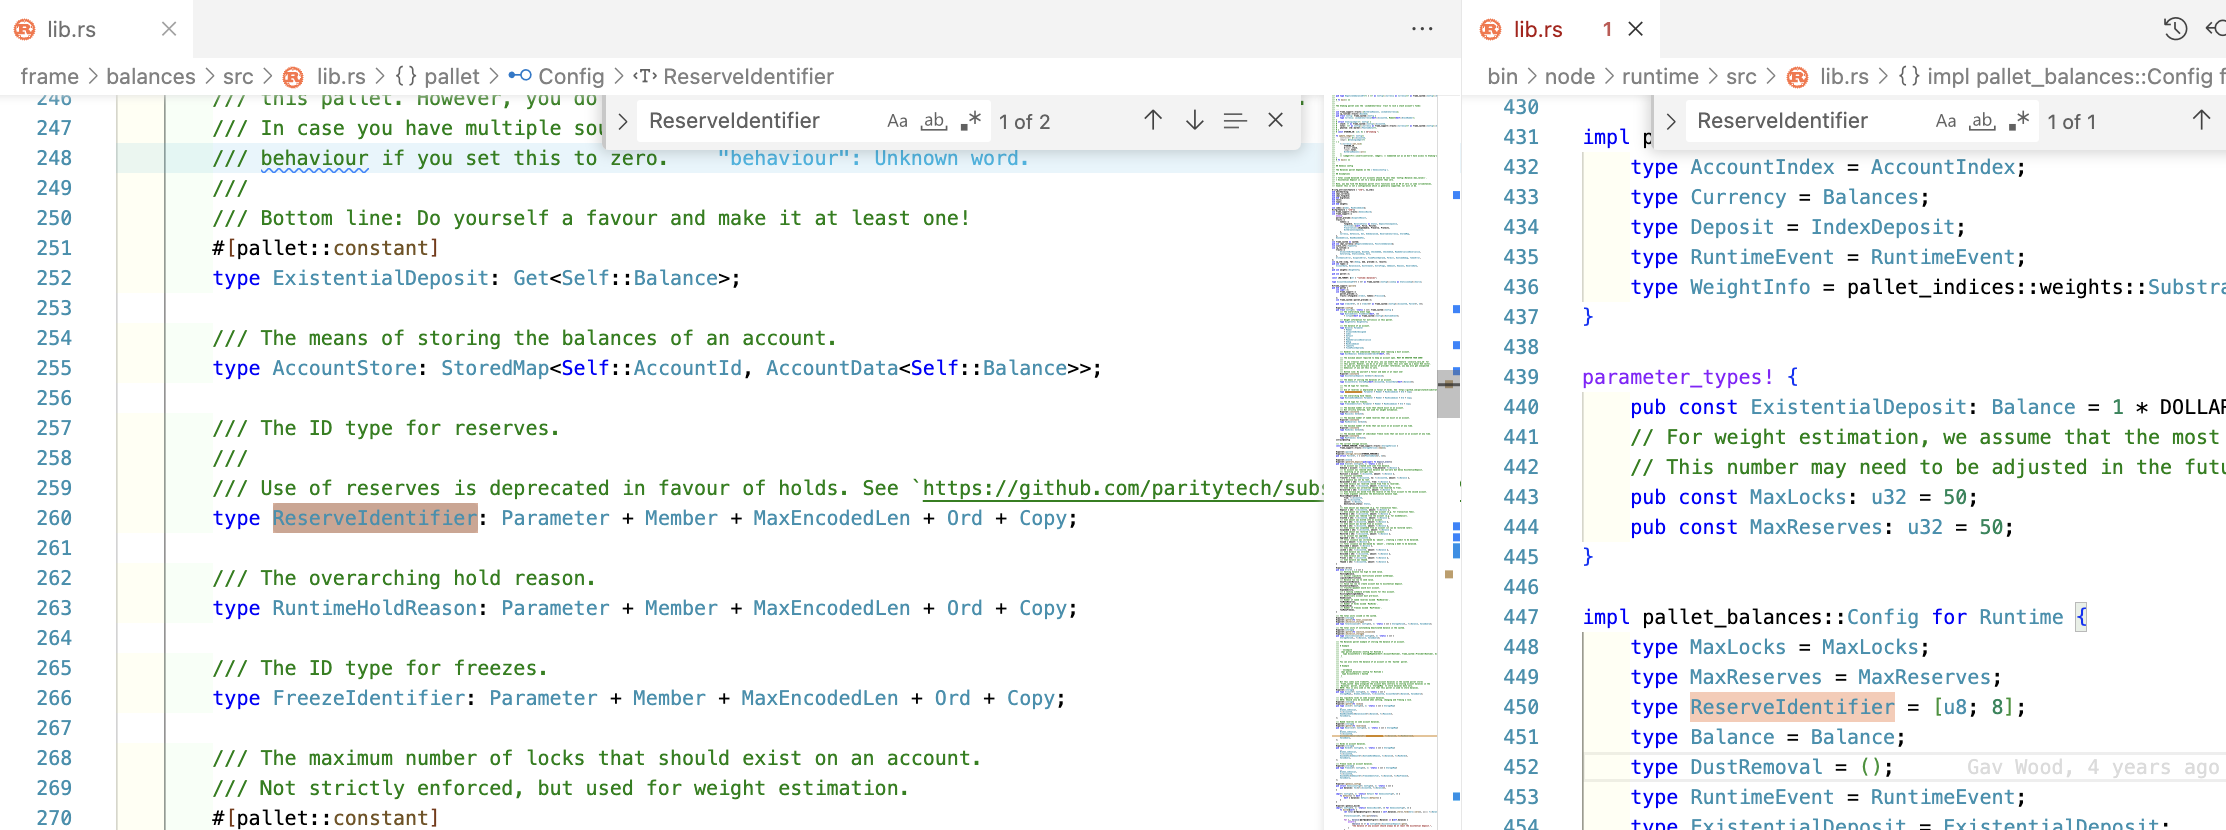 lib.rs
lib.rs 1
frame > balances > src > lib.rs > {} pallet > Config > <T> ReserveIdentifier
246 /// this pallet. However, you do
247 /// In case you have multiple sou
248 /// behaviour if you set this to zero. "behaviour": Unknown word.
249 ///
250 /// Bottom line: Do yourself a favour and make it at least one!
251 #[pallet::constant]
252 type ExistentialDeposit: Get<Self::Balance>;
253
254 /// The means of storing the balances of an account.
255 type AccountStore: StoredMap<Self::AccountId, AccountData<Self::Balance>>;
256
257 /// The ID type for reserves.
258 ///
259 /// Use of reserves is deprecated in favour of holds. See `https://github.com/paritytech/subs
260 type ReserveIdentifier: Parameter + Member + MaxEncodedLen + Ord + Copy;
261
262 /// The overarching hold reason.
263 type RuntimeHoldReason: Parameter + Member + MaxEncodedLen + Ord + Copy;
264
265 /// The ID type for freezes.
266 type FreezeIdentifier: Parameter + Member + MaxEncodedLen + Ord + Copy;
267
268 /// The maximum number of locks that should exist on an account.
269 /// Not strictly enforced, but used for weight estimation.
270 #[pallet::constant]
ReserveIdentifier Aa ab .* 1 of 2
bin > node > runtime > src > lib.rs > {} impl pallet_balances::Config f
ReserveIdentifier Aa ab .* 1 of 1
430
431 impl p
432 type AccountIndex = AccountIndex;
433 type Currency = Balances;
434 type Deposit = IndexDeposit;
435 type RuntimeEvent = RuntimeEvent;
436 type WeightInfo = pallet_indices::weights::Substra
437 }
438
439 parameter_types! {
440 pub const ExistentialDeposit: Balance = 1 * DOLLAR
441 // For weight estimation, we assume that the most
442 // This number may need to be adjusted in the futu
443 pub const MaxLocks: u32 = 50;
444 pub const MaxReserves: u32 = 50;
445 }
446
447 impl pallet_balances::Config for Runtime {
448 type MaxLocks = MaxLocks;
449 type MaxReserves = MaxReserves;
450 type ReserveIdentifier = [u8; 8];
451 type Balance = Balance;
452 type DustRemoval = (); Gav Wood, 4 years ago
453 type RuntimeEvent = RuntimeEvent;
454 type ExistentialDeposit = ExistentialDeposit;